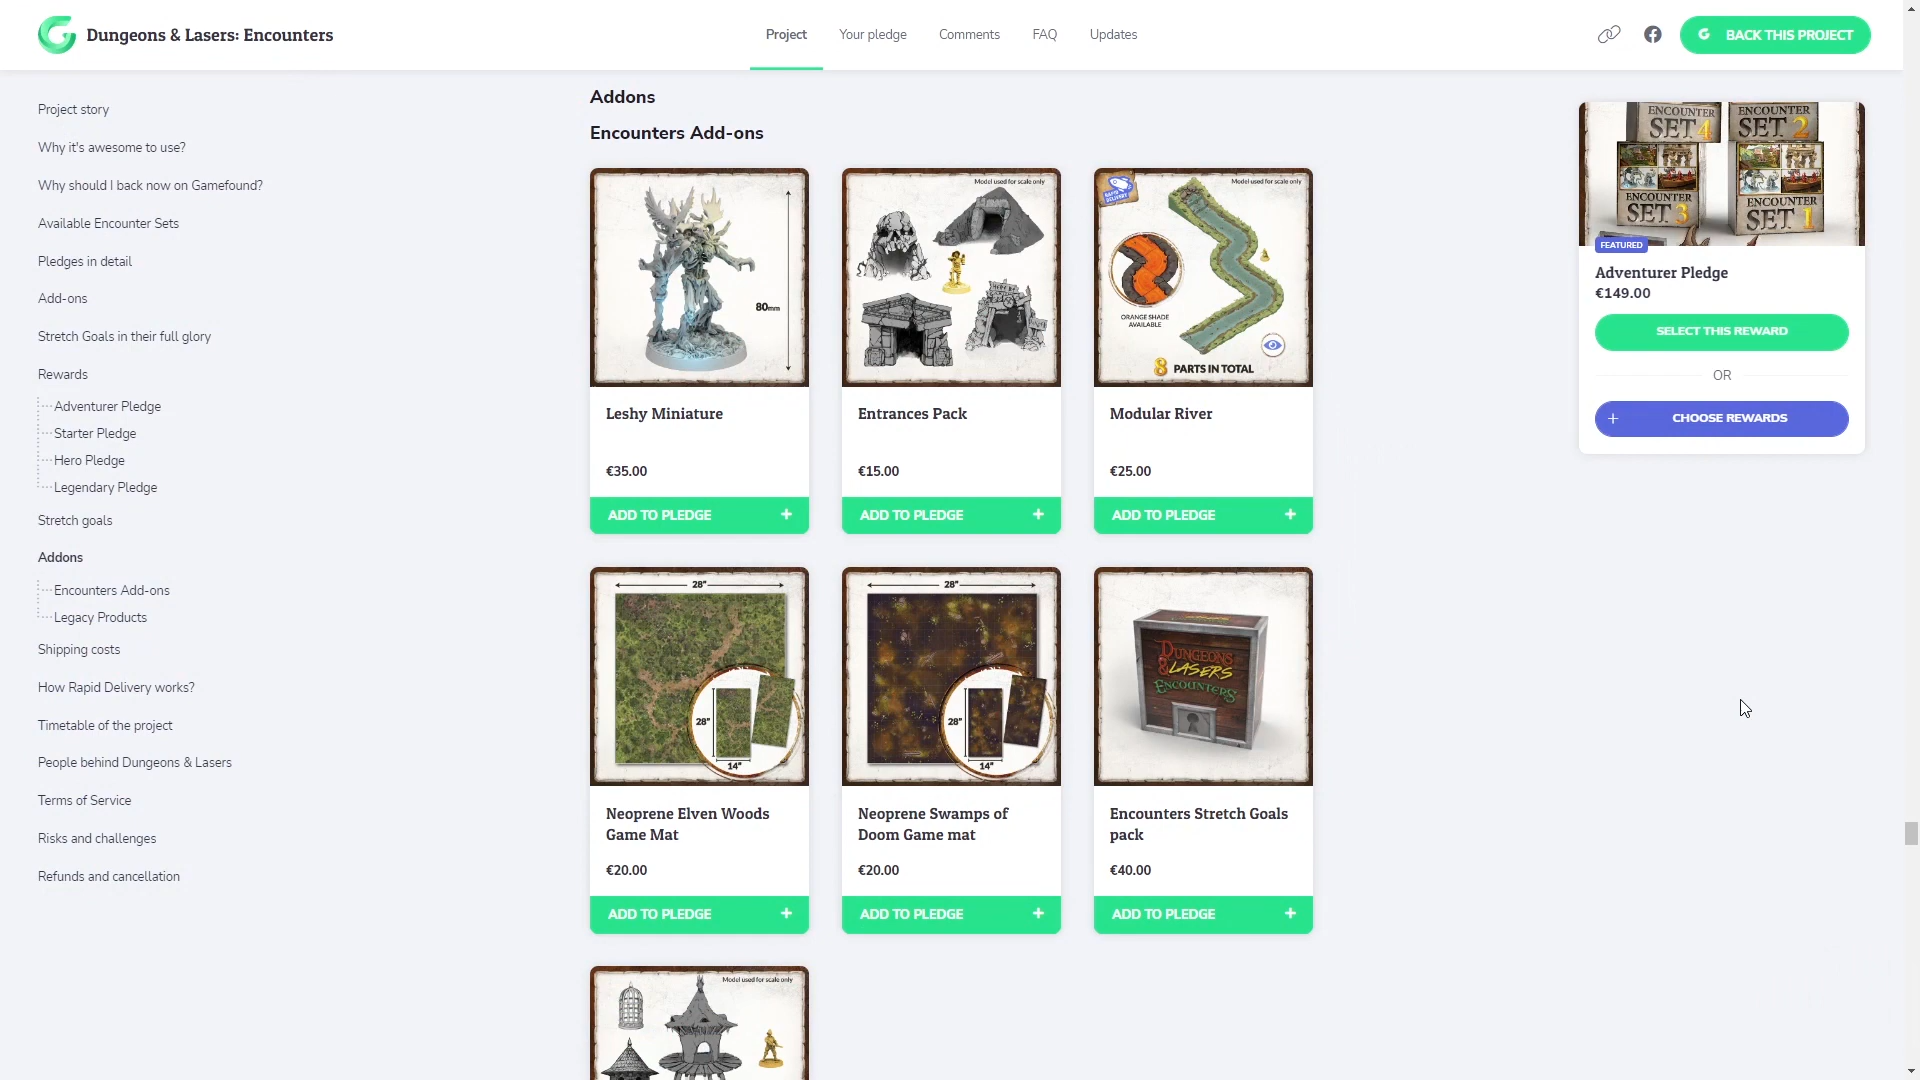 Dungeons & Lasers: Encounters
Project
Your pledge
Comments
FAQ
Updates
BACK THIS PROJECT
Project story
Why it's awesome to use?
Why should I back now on Gamefound?
Available Encounter Sets
Pledges in detail
Add-ons
Stretch Goals in their full glory
Rewards
Adventurer Pledge
Starter Pledge
Hero Pledge
Legendary Pledge
Stretch goals
Addons
Encounters Add-ons
Legacy Products
Shipping costs
How Rapid Delivery works?
Timetable of the project
People behind Dungeons & Lasers
Terms of Service
Risks and challenges
Refunds and cancellation
Addons
Encounters Add-ons
80mm
Leshy Miniature
€35.00
ADD TO PLEDGE
Model used for scale only
Entrances Pack
€15.00
ADD TO PLEDGE
RAPID
DELIVERY
Model used for scale only
ORANGE SHADE
AVAILABLE
8 PARTS IN TOTAL
Modular River
€25.00
ADD TO PLEDGE
28"
28"
14"
Neoprene Elven Woods
Game Mat
€20.00
ADD TO PLEDGE
28"
28"
14"
Neoprene Swamps of
Doom Game mat
€20.00
ADD TO PLEDGE
DUNGEONS
& LASERS
ENCOUNTERS
Encounters Stretch Goals
pack
€40.00
ADD TO PLEDGE
Model used for scale only
ENCOUNTER
SET 4
ENCOUNTER
SET 2
ENCOUNTER
SET 3
ENCOUNTER
SET 1
FEATURED
Adventurer Pledge
€149.00
SELECT THIS REWARD
OR
CHOOSE REWARDS